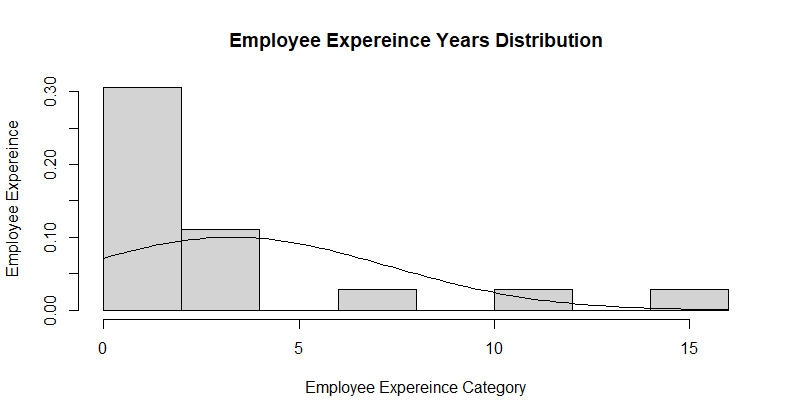 Employee Expereince Years Distribution
Employee Expereince
0.30
0.20
0.10
0.00
0 5 10 15
Employee Expereince Category